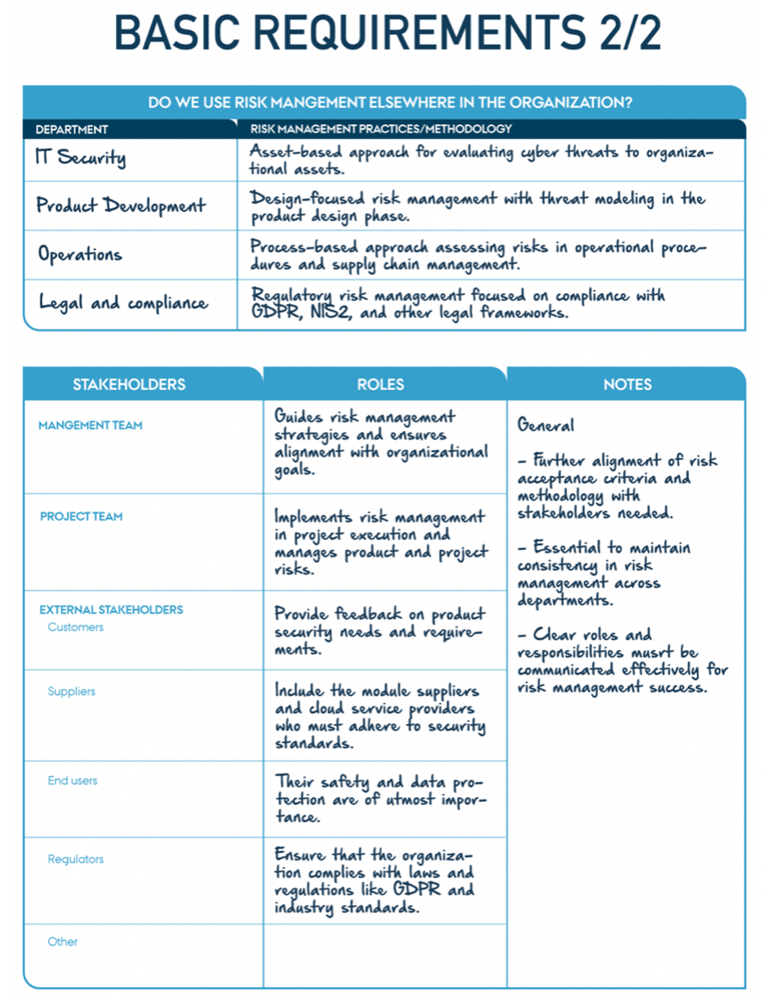 BASIC REQUIREMENTS 2/2
DO WE USE RISK MANGEMENT ELSEWHERE IN THE ORGANIZATION?
DEPARTMENT
RISK MANAGEMENT PRACTICES/METHODOLOGY
IT Security
Asset-based approach for evaluating cyber threats to organiza-
tional assets.
Product Development
Design-focused risk management with threat modeling in the
product design phase.
Operations
Process-based approach assessing risks in operational proce-
dures and supply chain management.
Legal and compliance
Regulatory risk management focused on compliance with
GDPR, NIS2, and other legal frameworks.
STAKEHOLDERS
ROLES
NOTES
MANGEMENT TEAM
Guides risk management
strategies and ensures
alignment with organizational
goals.
PROJECT TEAM
Implements risk management
in project execution and
manages product and project
risks.
EXTERNAL STAKEHOLDERS
Customers
Provide feedback on product
security needs and require-
ments.
Suppliers
Include the module suppliers
and cloud service providers
who must adhere to security
standards.
End users
Their safety and data pro-
tection are of utmost impor-
tance.
Regulators
Ensure that the organiza-
tion complies with laws and
regulations like GDPR and
industry standards.
Other
General
- Further alignment of risk
acceptance criteria and
methodology with
stakeholders needed.
- Essential to maintain
consistency in risk
management across
departments.
- Clear roles and
responsibilities musrt be
communicated effectively for
risk management success.